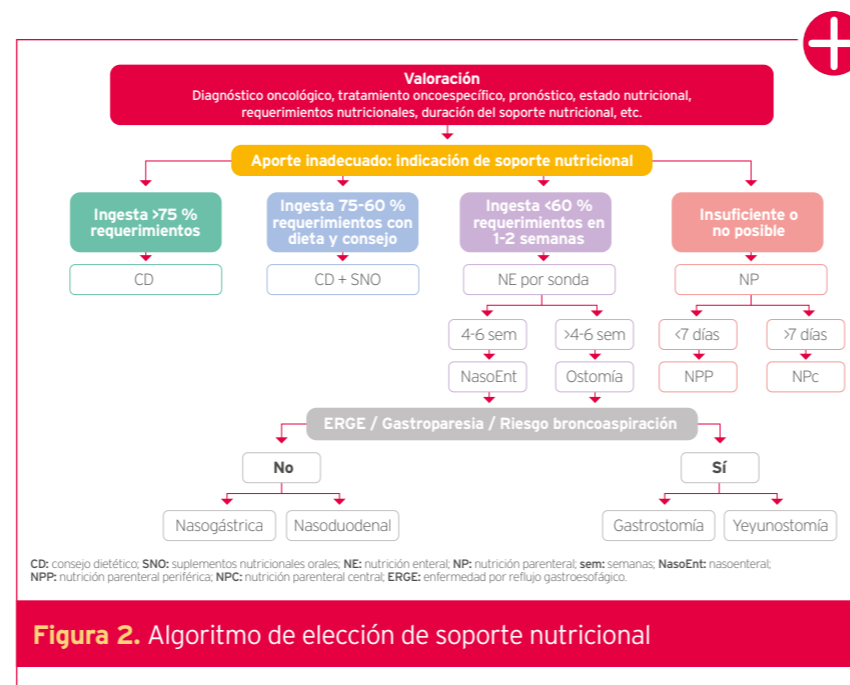 Valoración
Diagnóstico oncológico, tratamiento oncoespecífico, pronóstico, estado nutricional,
requerimientos nutricionales, duración del soporte nutricional, etc.
Aporte inadecuado: indicación de soporte nutricional
Ingesta >75 %
requerimientos
Ingesta 75-60 %
requerimientos con
dieta y consejo
Ingesta <60 %
requerimientos en
1-2 semanas
Insuficiente o
no posible
CD
CD + SNO
NE por sonda
NP
4-6 sem
>4-6 sem
<7 días
>7 días
NasoEnt
Ostomía
NPP
NPc
ERGE / Gastroparesia / Riesgo broncoaspiración
No
Sí
Nasogástrica
Nasoduodenal
Gastrostomía
Yeyunostomía
CD: consejo dietético; SNO: suplementos nutricionales orales; NE: nutrición enteral; NP: nutrición parenteral; sem: semanas; NasoEnt: nasoenteral;
NPP: nutrición parenteral periférica; NPC: nutrición parenteral central; ERGE: enfermedad por reflujo gastroesofágico.
Figura 2. Algoritmo de elección de soporte nutricional